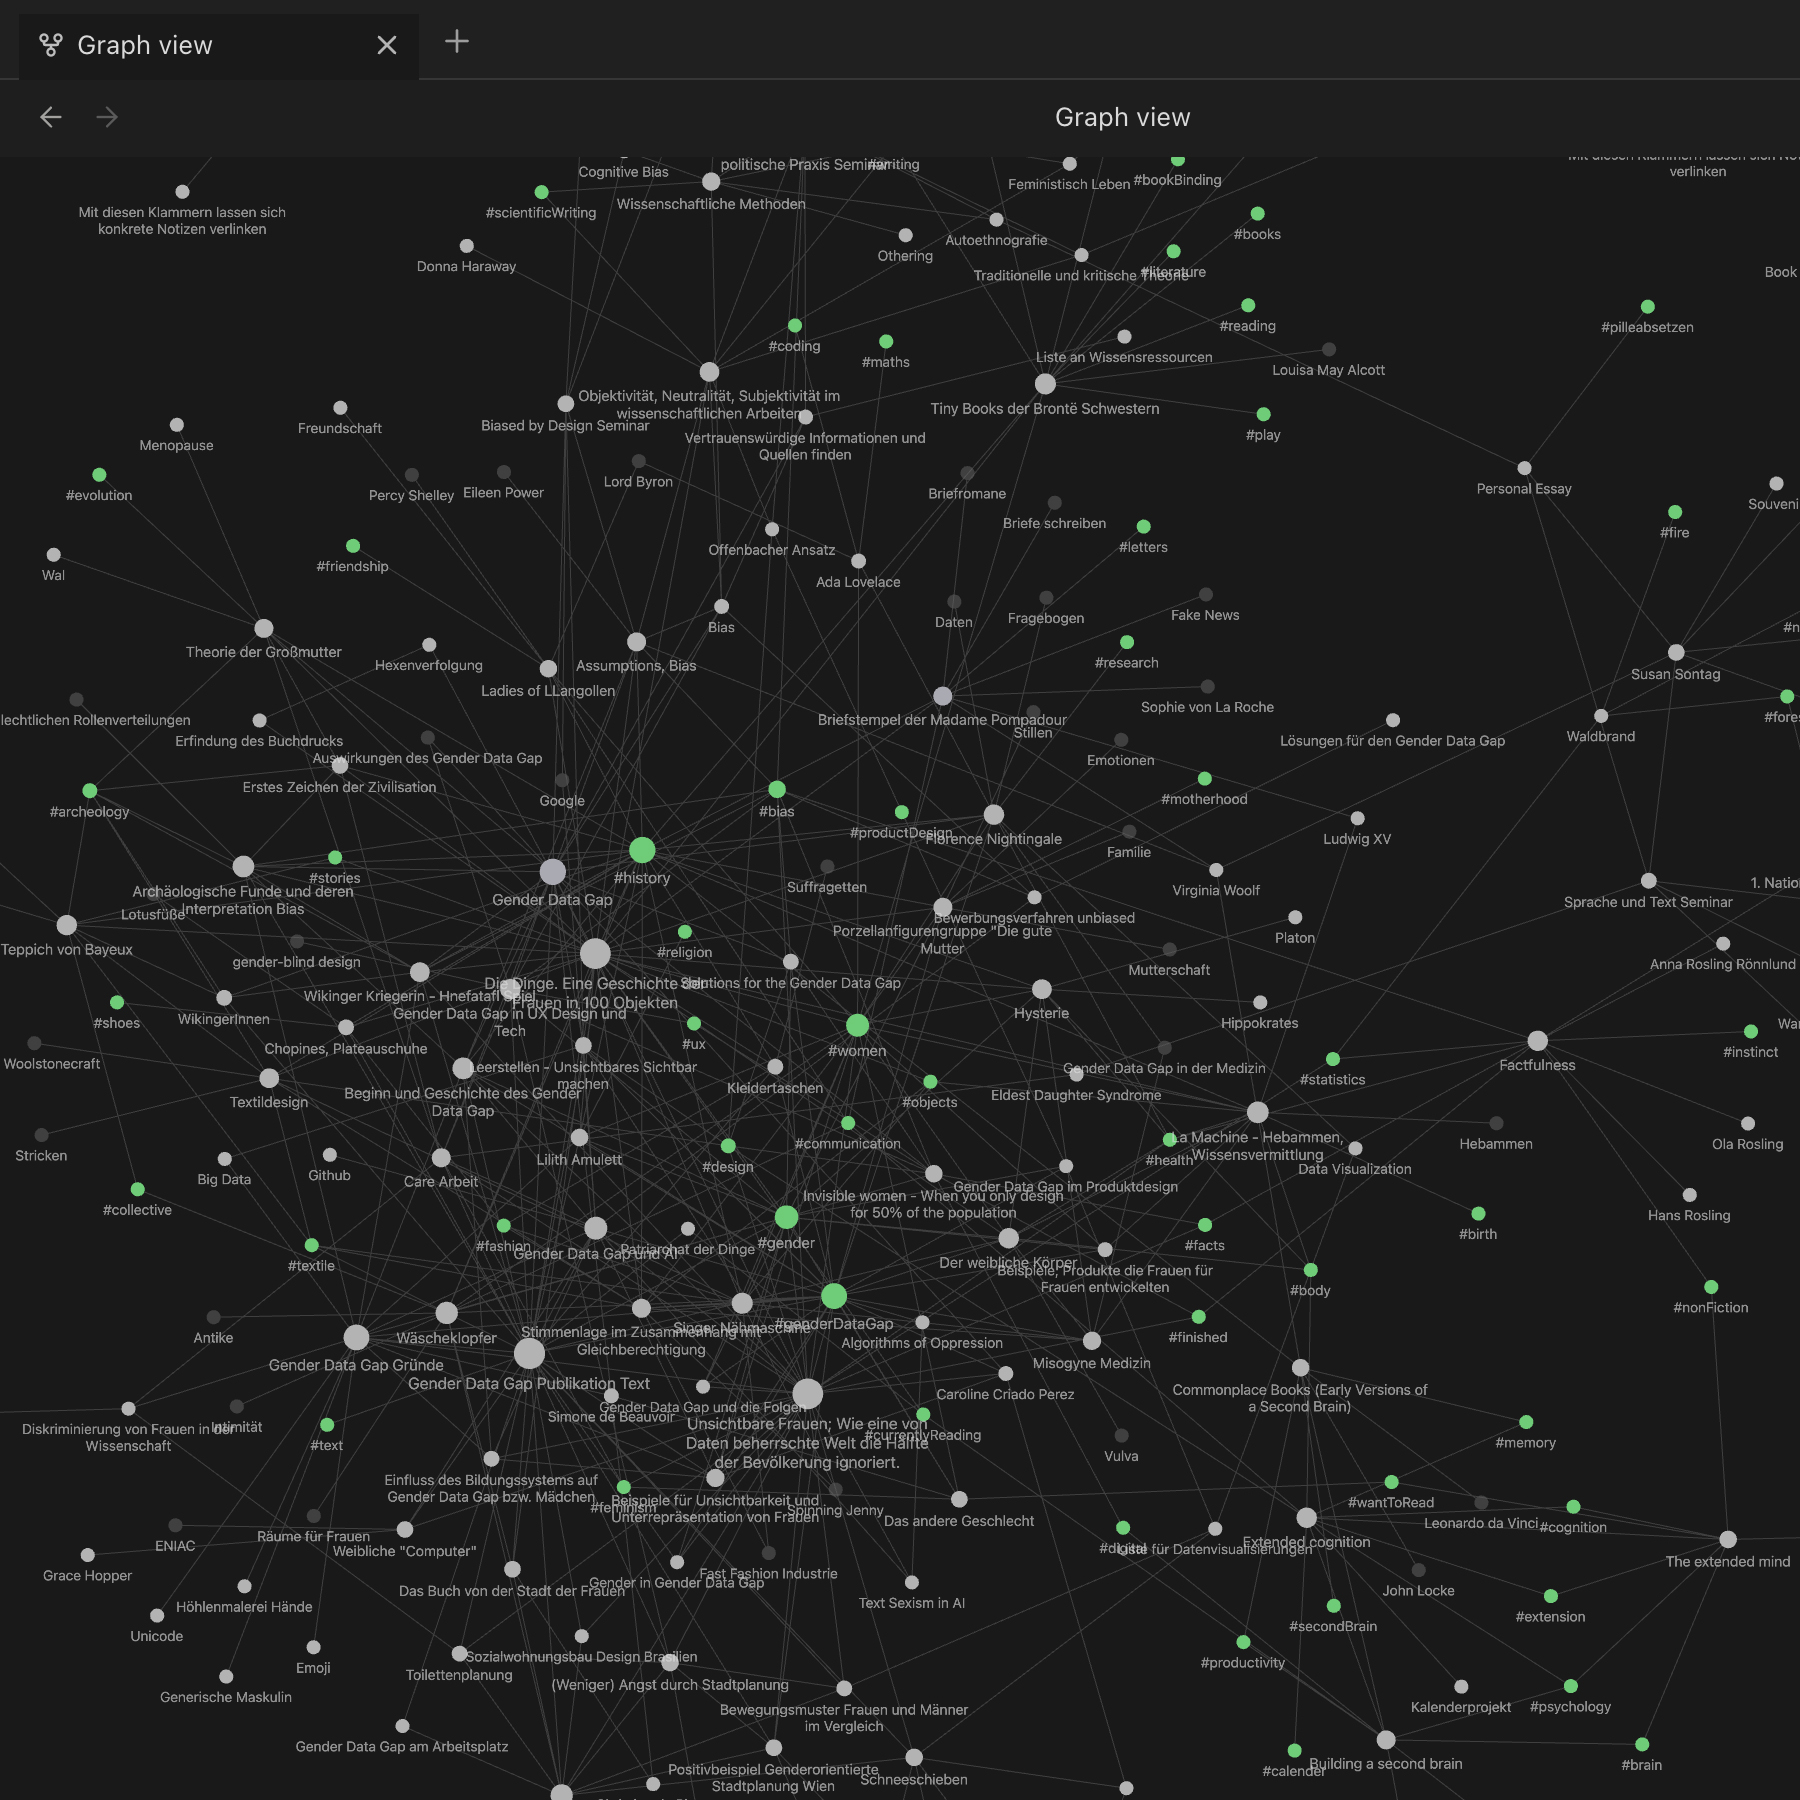 Graph view
Graph view
Cognitive Bias
politische Praxis Seminar
#writing
Feministisch Leben
#bookBinding
verlinken
Mit diesen Klammern lassen sich
konkrete Notizen verlinken
#scientificWriting
Wissenschaftliche Methoden
Donna Haraway
Othering
Autoethnografie
#books
Traditionelle und kritische Theorie
#literature
Book
#coding
#maths
#reading
#pilleabsetzen
Liste an Wissensressourcen
Louisa May Alcott
Objektivität, Neutralität, Subjektivität im
wissenschaftlichen Arbeiten
Biased by Design Seminar
Tiny Books der Brontë Schwestern
#play
Vertrauenswürdige Informationen und
Quellen finden
Freundschaft
Menopause
#evolution
Percy Shelley
Eileen Power
Lord Byron
Briefromane
Personal Essay
Souveni
Briefe schreiben
#letters
#fire
Offenbacher Ansatz
Ada Lovelace
Wal
#friendship
Bias
Daten
Fragebogen
Fake News
Theorie der Großmutter
Hexenverfolgung
Assumptions, Bias
Ladies of LLangollen
#research
Susan Sontag
lechtlichen Rollenverteilungen
Briefstempel der Madame Pompadour
Sophie von La Roche
Stillen
#fores
Erfindung des Buchdrucks
Auswirkungen des Gender Data Gap
Erstes Zeichen der Zivilisation
Lösungen für den Gender Data Gap
Waldbrand
Emotionen
#archeology
Google
#bias
#motherhood
#productDesign
Florence Nightingale
Ludwig XV
Familie
#stories
#history
Suffragetten
Virginia Woolf
Archäologische Funde und deren
Interpretation Bias
Gender Data Gap
Lotusfüße
Bewerbungsverfahren unbiased
Porzellanfigurengruppe "Die gute
Mutter
Sprache und Text Seminar
1. Natio
Platon
Teppich von Bayeux
gender-blind design
#religion
Mutterschaft
Anna Rosling Rönnlund
Die Dinge. Eine Geschichte der
Frauen in 100 Objekten
Solutions for the Gender Data Gap
Wikinger Kriegerin - Hnefatafl Spiel
Gender Data Gap in UX Design und
Tech
#shoes
WikingerInnen
#ux
#women
Hysterie
Hippokrates
War
Chopines, Plateauschuhe
Woolstonecraft
Leerstellen - Unsichtbares Sichtbar
machen
Kleidertaschen
Gender Data Gap in der Medizin
#statistics
Factfulness
#instinct
Textildesign
Beginn und Geschichte des Gender
Data Gap
#objects
Eldest Daughter Syndrome
#communication
La Machine - Hebammen,
Wissensvermittlung
Hebammen
Ola Rosling
Stricken
Big Data
Github
Care Arbeit
Lilith Amulett
#design
#health
Data Visualization
Gender Data Gap im Produktdesign
Invisible women - When you only design
for 50% of the population
#collective
Hans Rosling
#birth
#textile
#fashion
Gender Data Gap und AI
Patriarchat der Dinge
#gender
Der weibliche Körper
Beispiele; Produkte die Frauen für
Frauen entwickelten
#facts
#body
#nonFiction
Antike
Wäscheklopfer
Stimmenlage im Zusammenhang mit
Gleichberechtigung
Singer Nähmaschine
#genderDataGap
Algorithms of Oppression
#finished
Misogyne Medizin
Gender Data Gap Gründe
Gender Data Gap Publikation Text
Caroline Criado Perez
Commonplace Books (Early Versions of
a Second Brain)
Simone de Beauvoir
Gender Data Gap und die Folgen
Unsichtbare Frauen; Wie eine von
Daten beherrschte Welt die Hälfte
der Bevölkerung ignoriert.
#currentlyReading
Diskriminierung von Frauen in der
Wissenschaft
Intimität
#text
Vulva
#memory
Einfluss des Bildungssystems auf
Gender Data Gap bzw. Mädchen
#feminism
Beispiele für Unsichtbarkeit und
Unterrepräsentation von Frauen
Spinning Jenny
Das andere Geschlecht
#wantToRead
Leonardo da Vinci
#cognition
ENIAC
Räume für Frauen
Weibliche "Computer"
#digital
Liste für Datenvisualisierungen
Extended cognition
The extended mind
Grace Hopper
Das Buch von der Stadt der Frauen
Gender in Gender Data Gap
Fast Fashion Industrie
Text Sexism in AI
John Locke
Höhlenmalerei Hände
#extension
Unicode
#secondBrain
Emoji
Toilettenplanung
Sozialwohnungsbau Design Brasilien
(Weniger) Angst durch Stadtplanung
#productivity
Generische Maskulin
Bewegungsmuster Frauen und Männer
im Vergleich
Kalenderprojekt
#psychology
Gender Data Gap am Arbeitsplatz
Positivbeispiel Genderorientierte
Stadtplanung Wien
Schneeschieben
#calender
Building a second brain
#brain